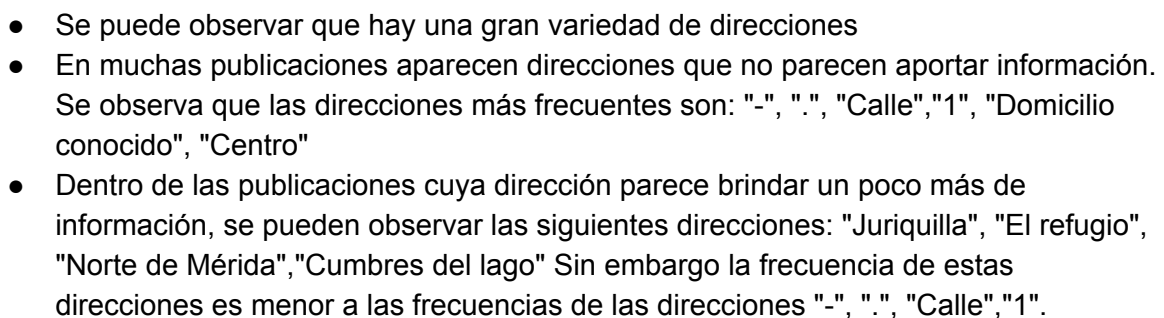 ● Se puede observar que hay una gran variedad de direcciones
● En muchas publicaciones aparecen direcciones que no parecen aportar información.
Se observa que las direcciones más frecuentes son: "-", ".", "Calle","1", "Domicilio
conocido", "Centro"
● Dentro de las publicaciones cuya dirección parece brindar un poco más de
información, se pueden observar las siguientes direcciones: "Juriquilla", "El refugio",
"Norte de Mérida","Cumbres del lago" Sin embargo la frecuencia de estas
direcciones es menor a las frecuencias de las direcciones "-", ".", "Calle","1".